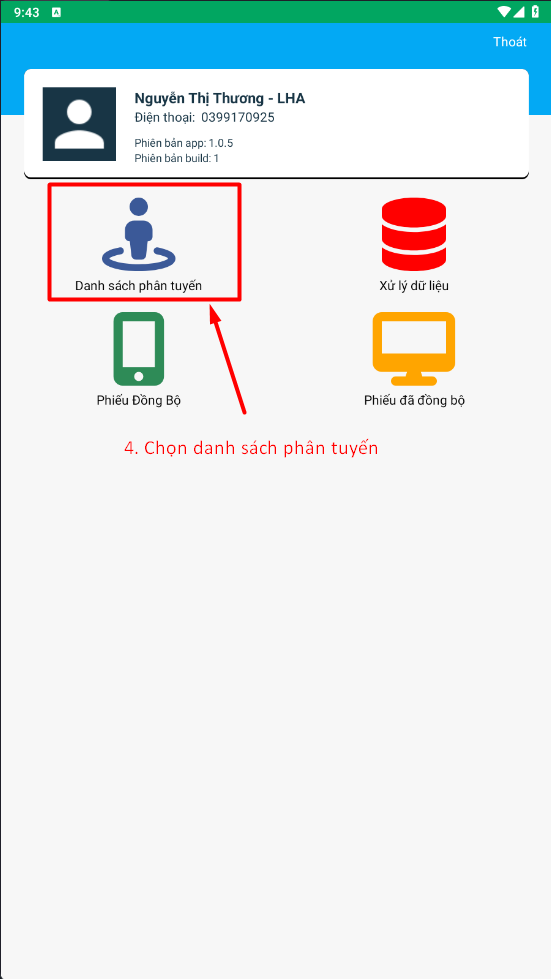 9:43 A
Thoát
Nguyễn Thị Thương - LHA
Điện thoại: 0399170925
Phiên bản app: 1.0.5
Phiên bản build: 1
Danh sách phân tuyến
Xử lý dữ liệu
Phiếu Đồng Bộ
Phiếu đã đồng bộ
4. Chọn danh sách phân tuyến